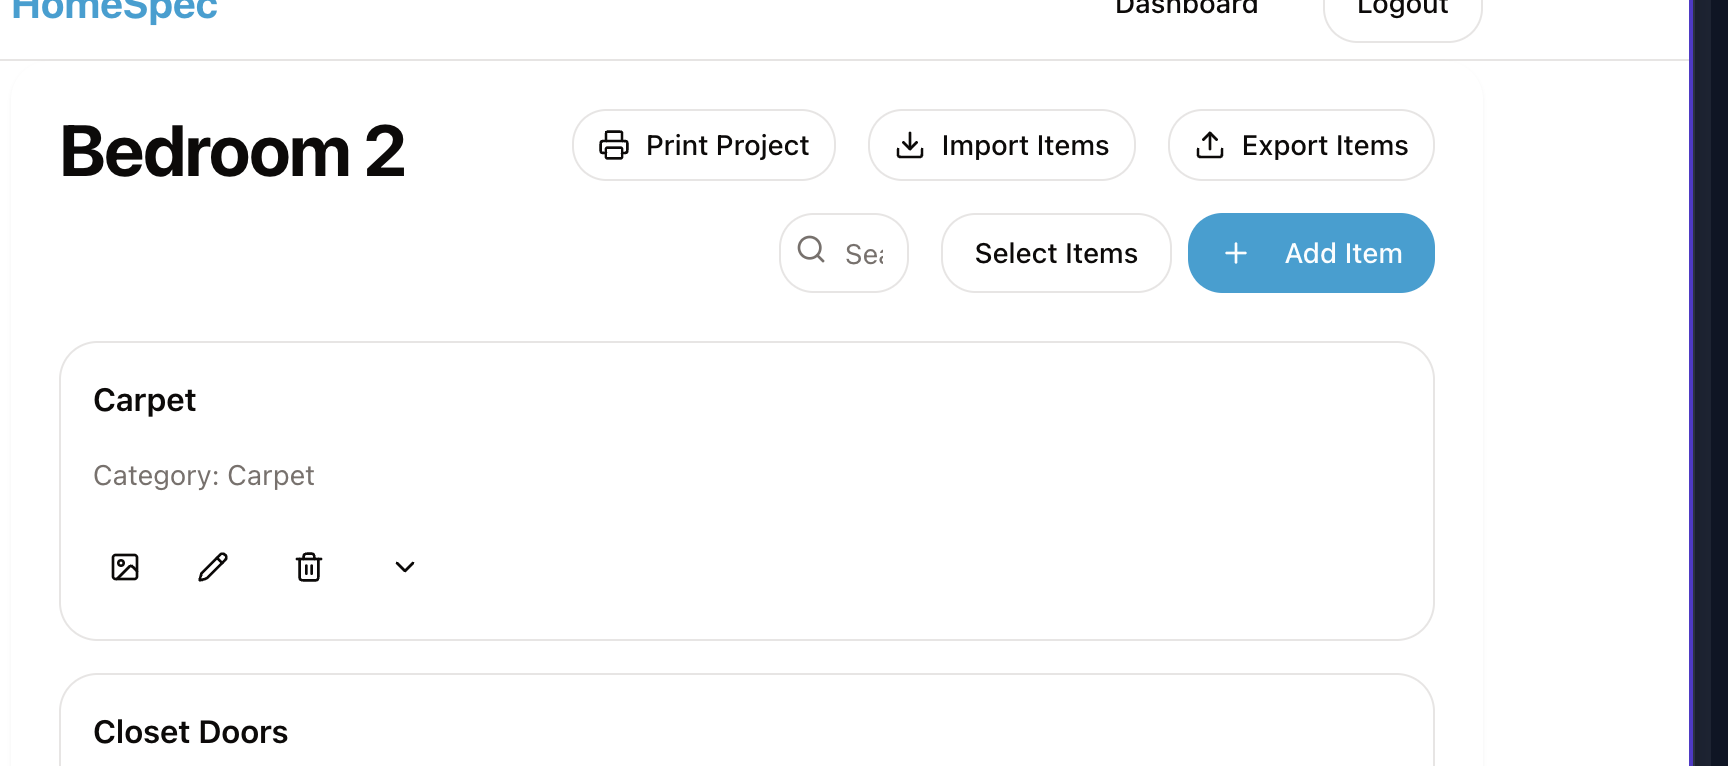 HomeSpec
Dashboard
Logout
Bedroom 2
Print Project
Import Items
Export Items
Sea
Select Items
+ Add Item
Carpet
Category: Carpet
Closet Doors